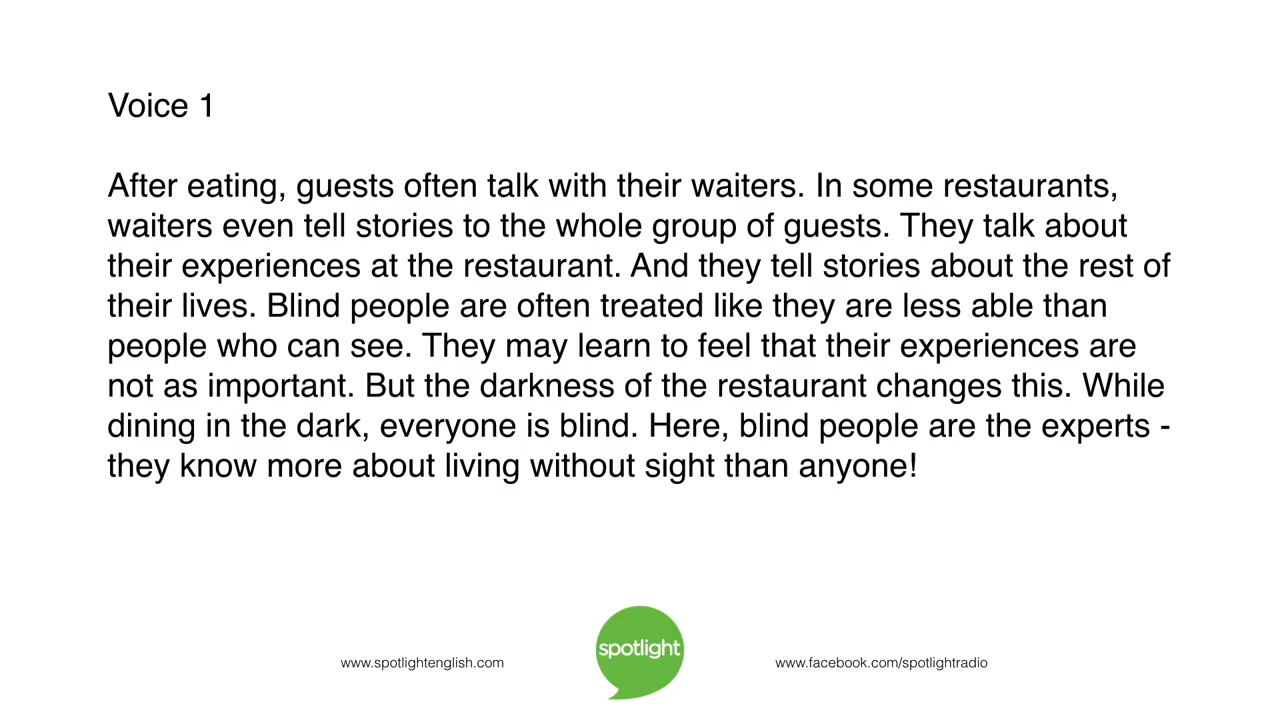 Voice 1
After eating, guests often talk with their waiters. In some restaurants,
waiters even tell stories to the whole group of guests. They talk about
their experiences at the restaurant. And they tell stories about the rest of
their lives. Blind people are often treated like they are less able than
people who can see. They may learn to feel that their experiences are
not as important. But the darkness of the restaurant changes this. While
dining in the dark, everyone is blind. Here, blind people are the experts -
they know more about living without sight than anyone!
www.spotlightenglish.com
spotlight
www.facebook.com/spotlightradio